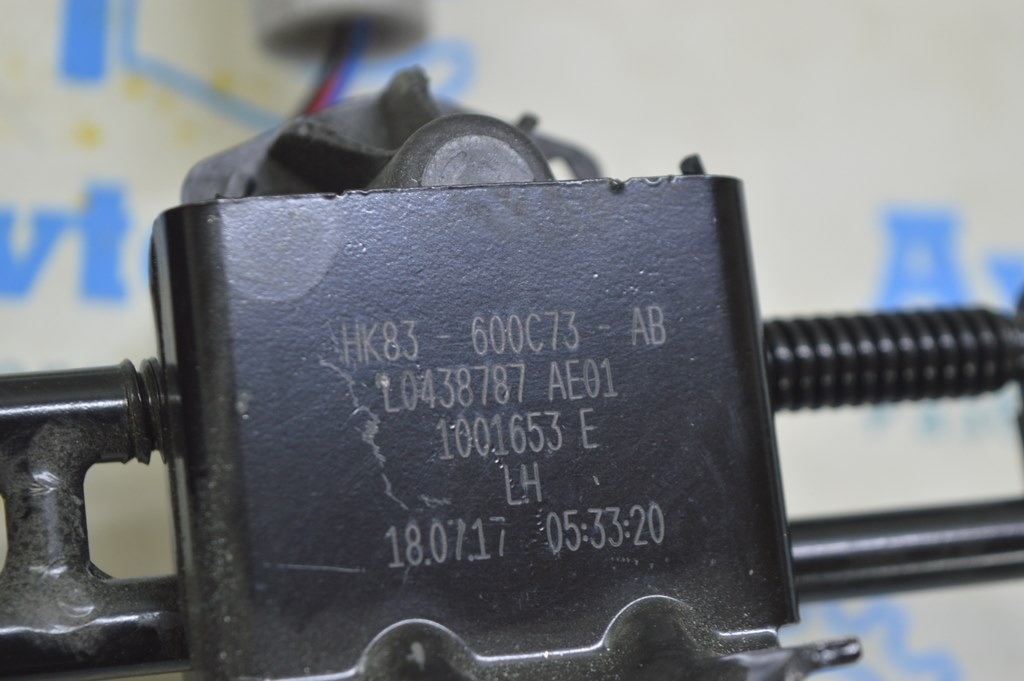 HK83 - 600C73 - AB
L0438787 AE01
1001653 E
LH
18.07.17 05:33:20